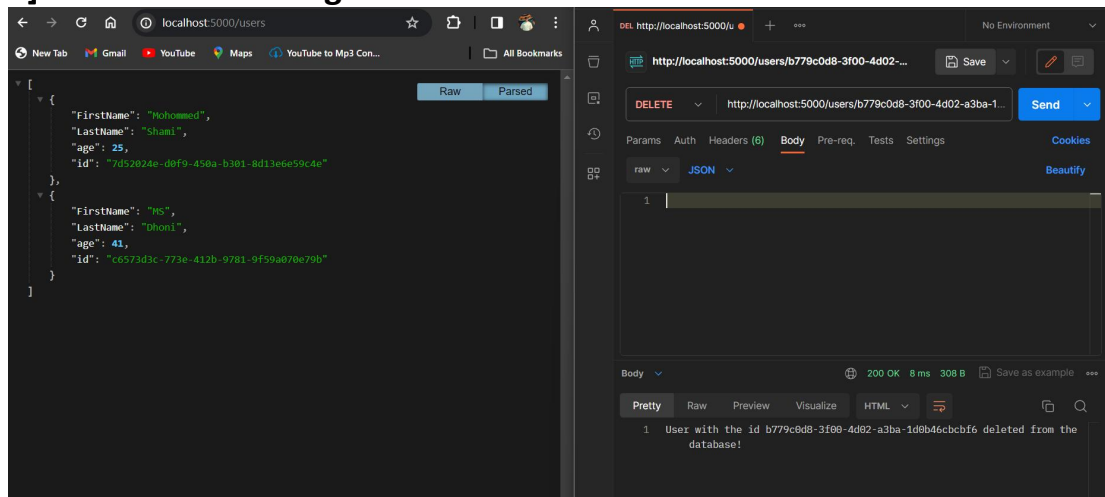 localhost:5000/users
New Tab Gmail YouTube Maps YouTube to Mp3 Con... All Bookmarks
Raw Parsed
[
{
"FirstName": "Mohommed",
"LastName": "Shami",
"age": 25,
"id": "7d52024e-d0f9-450a-b301-8d13e6e59c4e"
},
{
"FirstName": "MS",
"LastName": "Dhoni",
"age": 41,
"id": "c6573d3c-773e-412b-9781-9f59a070e79b"
}
]
DEL http://localhost:5000/u No Environment
HTTP http://localhost:5000/users/b779c0d8-3f00-4d02-... Save
DELETE http://localhost:5000/users/b779c0d8-3f00-4d02-a3ba-1... Send
Params Auth Headers (6) Body Pre-req. Tests Settings Cookies
raw JSON Beautify
1
Body 200 OK 8 ms 308 B Save as example
Pretty Raw Preview Visualize HTML
1 User with the id b779c0d8-3f00-4d02-a3ba-1d0b46cbcbf6 deleted from the
database!